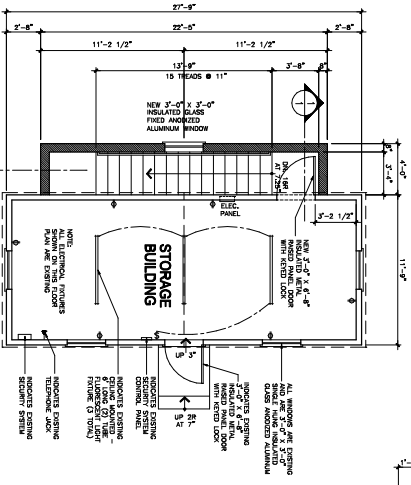 27'-9"
2'-8"
22'-5"
2'-8"
11'-2 1/2"
11'-2 1/2"
13'-9"
3'-8"
8"
15 TREADS @ 11"
NEW 3'-0" X 3'-0"
INSULATED GLASS
FIXED ANODIZED
ALUMINUM WINDOW
1
8"
3'-4"
4'-0"
DN. 16R
AT 7.25"
ELEC.
PANEL
3'-2 1/2"
11'-9"
NEW 3'-0" X 6'-8"
INSULATED METAL
RAISED PANEL DOOR
WITH KEYED LOCK
NOTE:
ALL ELECTRICAL FIXTURES
SHOWN ON THIS FLOOR
PLAN ARE EXISTING
STORAGE
BUILDING
UP 3"
UP 2R
AT 7"
INDICATES EXISTING
3'-0" X 6'-8"
INSULATED METAL
RAISED PANEL DOOR
WITH KEYED LOCK
ALL WINDOWS ARE EXISTING
AND ARE 3'-0" X 3'-0"
SINGLE HUNG INSULATED
GLASS ANODIZED ALUMINUM
INDICATES EXISTING
SECURITY SYSTEM
CONTROL PANEL
INDICATES EXISTING
CEILING MOUNTED -
6' LONG (2) TUBE
FLUORESCENT LIGHT
FIXTURE (3 TOTAL)
INDICATES EXISTING
TELEPHONE JACK
INDICATES EXISTING
SECURITY SYSTEM